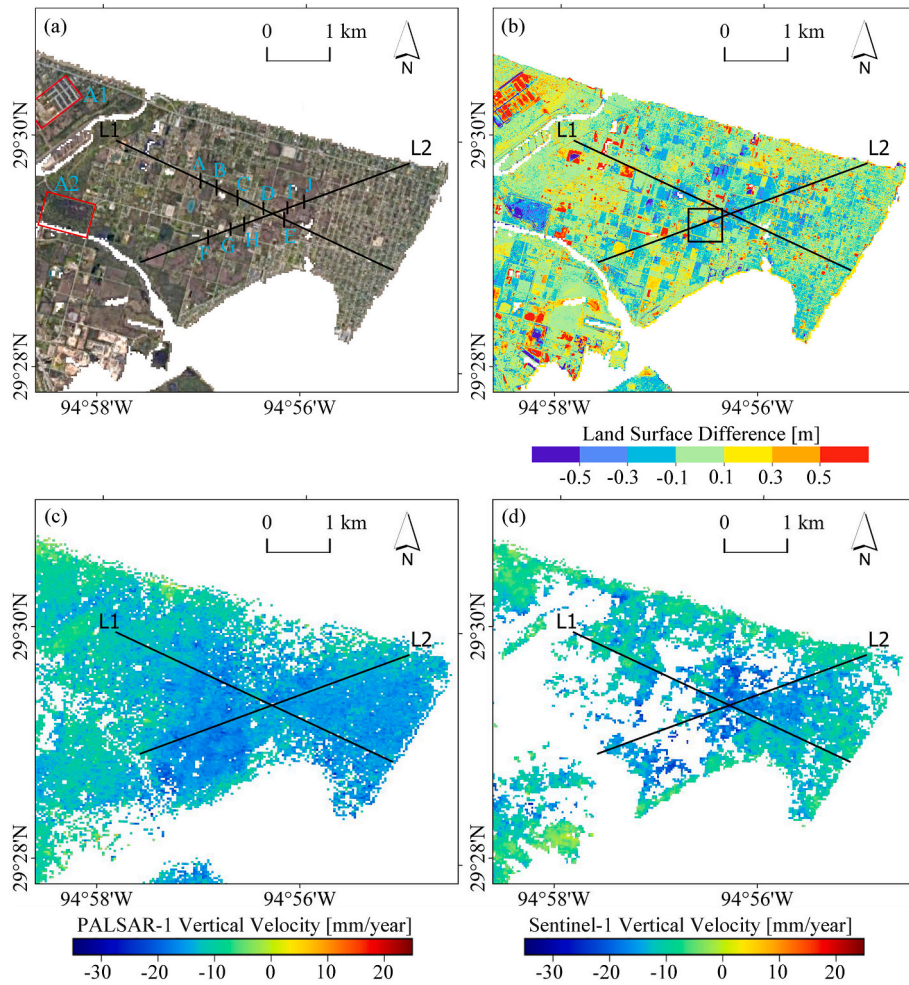 (a)
0 1 km
N
A1
L1
L2
A B C D E J
A2
F G H I
29°30'N
29°28'N
94°58'W 94°56'W
(b)
0 1 km
N
L1
L2
29°30'N
29°28'N
94°58'W 94°56'W
Land Surface Difference [m]
-0.5 -0.3 -0.1 0.1 0.3 0.5
(c)
0 1 km
N
L1
L2
29°30'N
29°28'N
94°58'W 94°56'W
PALSAR-1 Vertical Velocity [mm/year]
-30 -20 -10 0 10 20
(d)
0 1 km
N
L1
L2
29°30'N
29°28'N
94°58'W 94°56'W
Sentinel-1 Vertical Velocity [mm/year]
-30 -20 -10 0 10 20